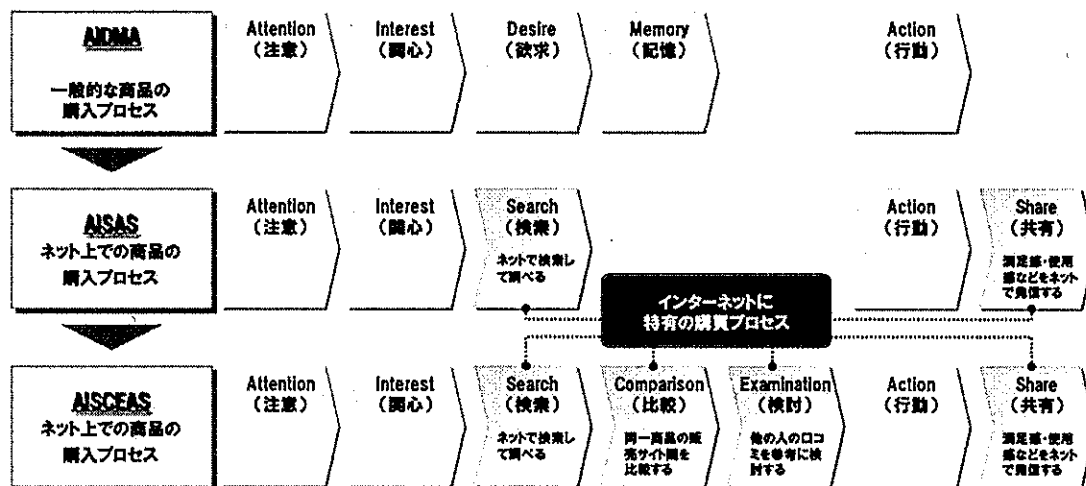 AIDMA
一般的な商品の
購入プロセス
Attention
(注意)
Interest
(関心)
Desire
(欲求)
Memory
(記憶)
Action
(行動)
AISAS
ネット上での商品の
購入プロセス
Attention
(注意)
Interest
(関心)
Search
(検索)
ネットで検索し
て調べる
Action
(行動)
Share
(共有)
満足感・使用
感などをネット
で発信する
インターネットに
特有の購買プロセス
AISCEAS
ネット上での商品の
購入プロセス
Attention
(注意)
Interest
(関心)
Search
(検索)
ネットで検索し
て調べる
Comparison
(比較)
同一商品の販
売サイト間を
比較する
Examination
(検討)
他の人の口コ
ミを参考に検
討する
Action
(行動)
Share
(共有)
満足感・使用
感などをネット
で発信する